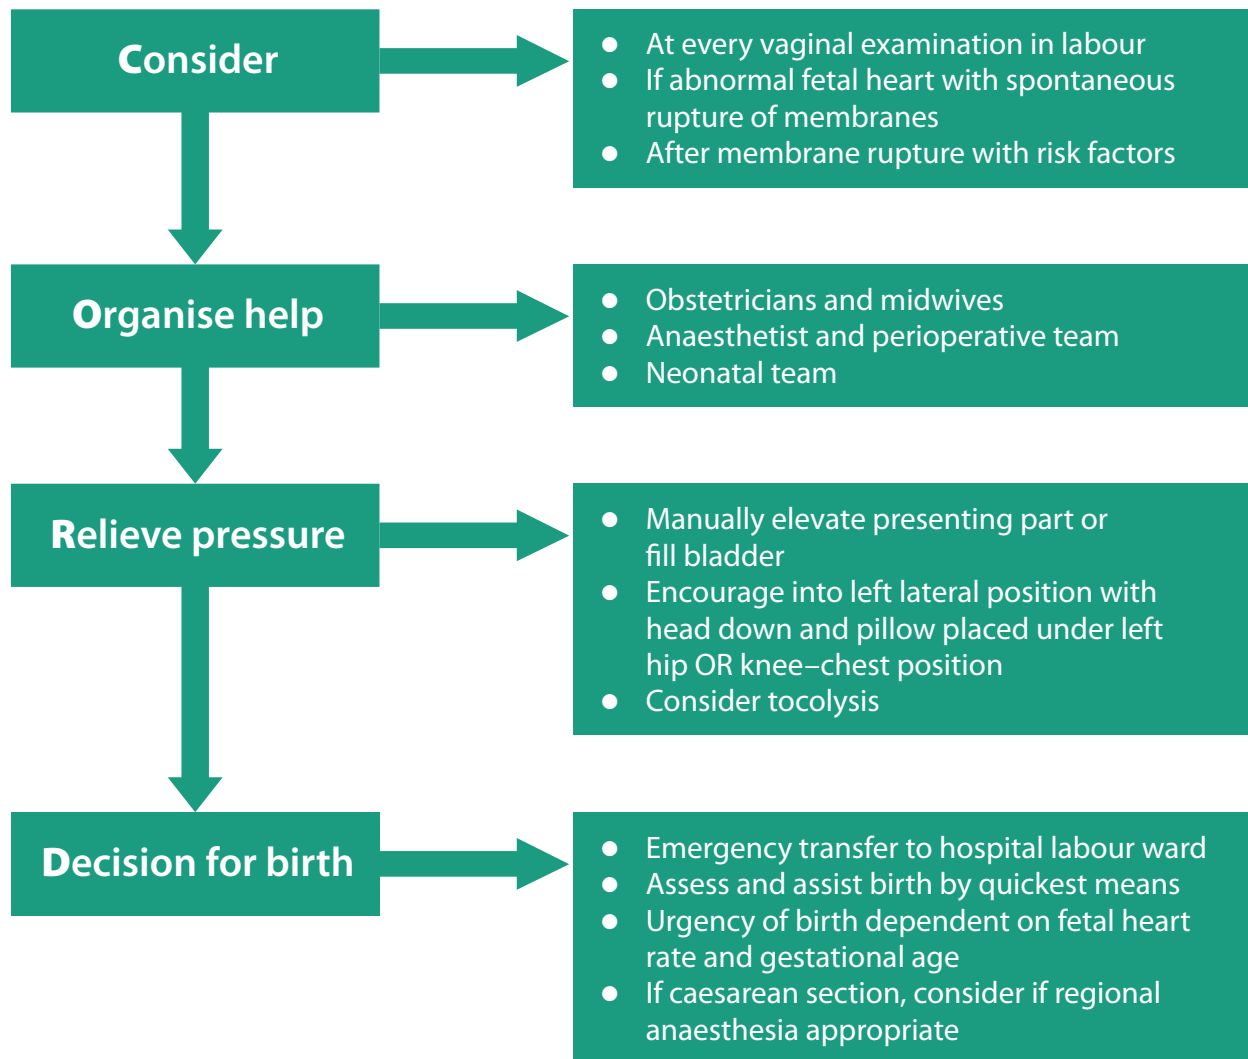 Consider
● At every vaginal examination in labour
● If abnormal fetal heart with spontaneous
rupture of membranes
● After membrane rupture with risk factors
Organise help
● Obstetricians and midwives
● Anaesthetist and perioperative team
● Neonatal team
Relieve pressure
● Manually elevate presenting part or
fill bladder
● Encourage into left lateral position with
head down and pillow placed under left
hip OR knee–chest position
● Consider tocolysis
Decision for birth
● Emergency transfer to hospital labour ward
● Assess and assist birth by quickest means
● Urgency of birth dependent on fetal heart
rate and gestational age
● If caesarean section, consider if regional
anaesthesia appropriate